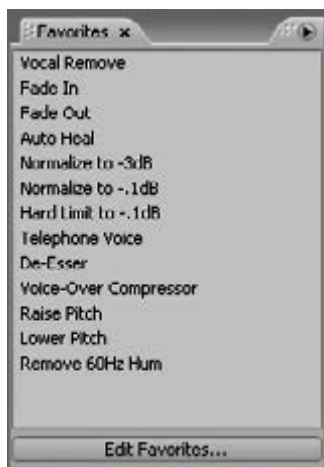 Favorites x
Vocal Remove
Fade In
Fade Out
Auto Heal
Normalize to -3dB
Normalize to -.1dB
Hard Limit to -.1dB
Telephone Voice
De-Esser
Voice-Over Compressor
Raise Pitch
Lower Pitch
Remove 60Hz Hum
Edit Favorites...